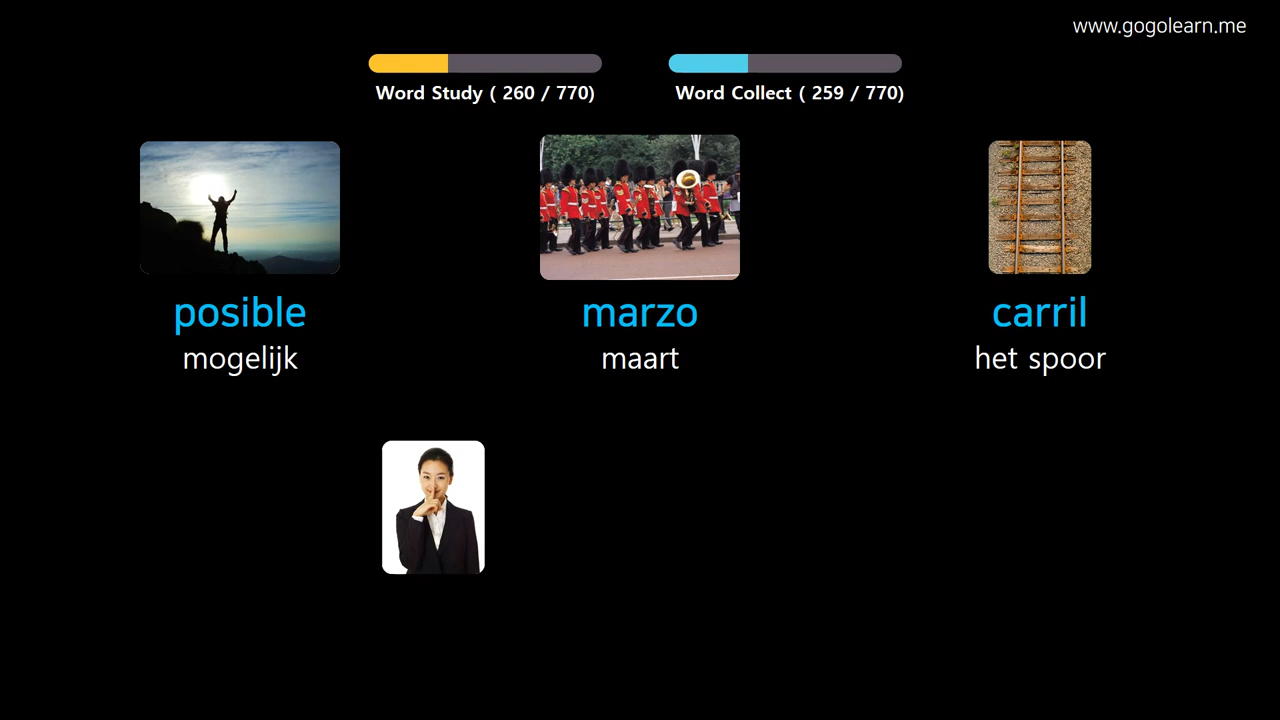 www.gogolearn.me
Word Study ( 260 / 770)
Word Collect ( 259 / 770)
posible
marzo
carril
mogelijk
maart
het spoor